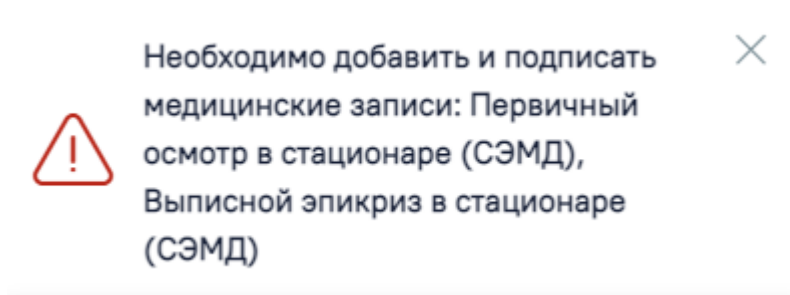 Необходимо добавить и подписать
медицинские записи: Первичный
осмотр в стационаре (СЭМД),
Выписной эпикриз в стационаре
(СЭМД)